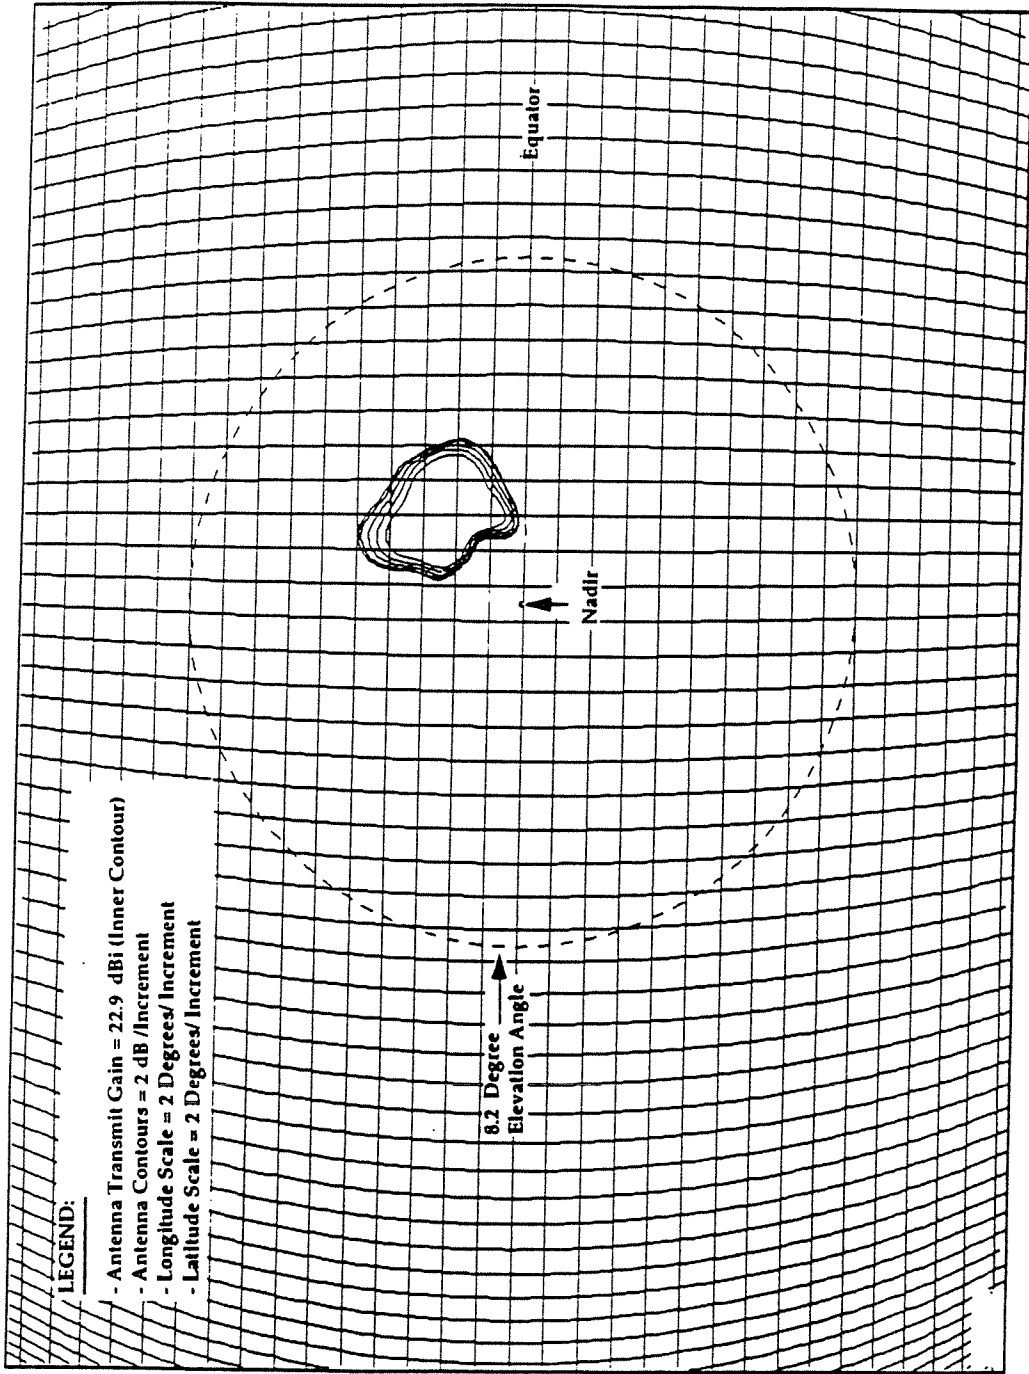 LEGEND:
- Antenna Transmit Gain = 22.9 dBi (Inner Contour)
- Antenna Contours = 2 dB /Increment
- Longitude Scale = 2 Degrees/ Increment
- Latitude Scale = 2 Degrees/ Increment
8.2 Degree
Elevation Angle
Nadir
Equator